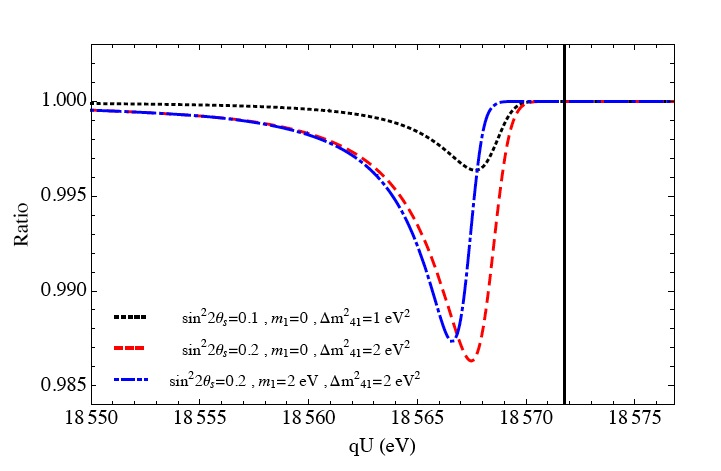 1.000
0.995
0.990
0.985
Ratio
sin²2θₛ=0.1 , m₁=0 , Δm²₄₁=1 eV²
sin²2θₛ=0.2 , m₁=0 , Δm²₄₁=2 eV²
sin²2θₛ=0.2 , m₁=2 eV , Δm²₄₁=2 eV²
18 550 18 555 18 560 18 565 18 570 18 575
qU (eV)